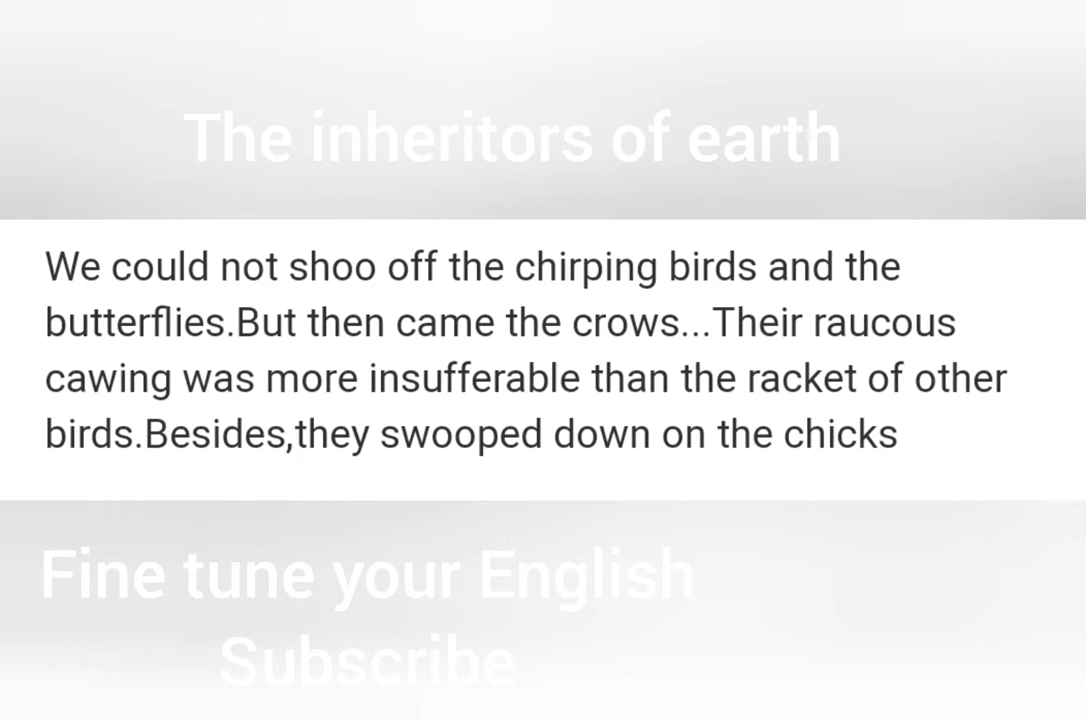 The inheritors of earth
We could not shoo off the chirping birds and the
butterflies.But then came the crows...Their raucous
cawing was more insufferable than the racket of other
birds.Besides,they swooped down on the chicks
Fine tune your English
Subscribe